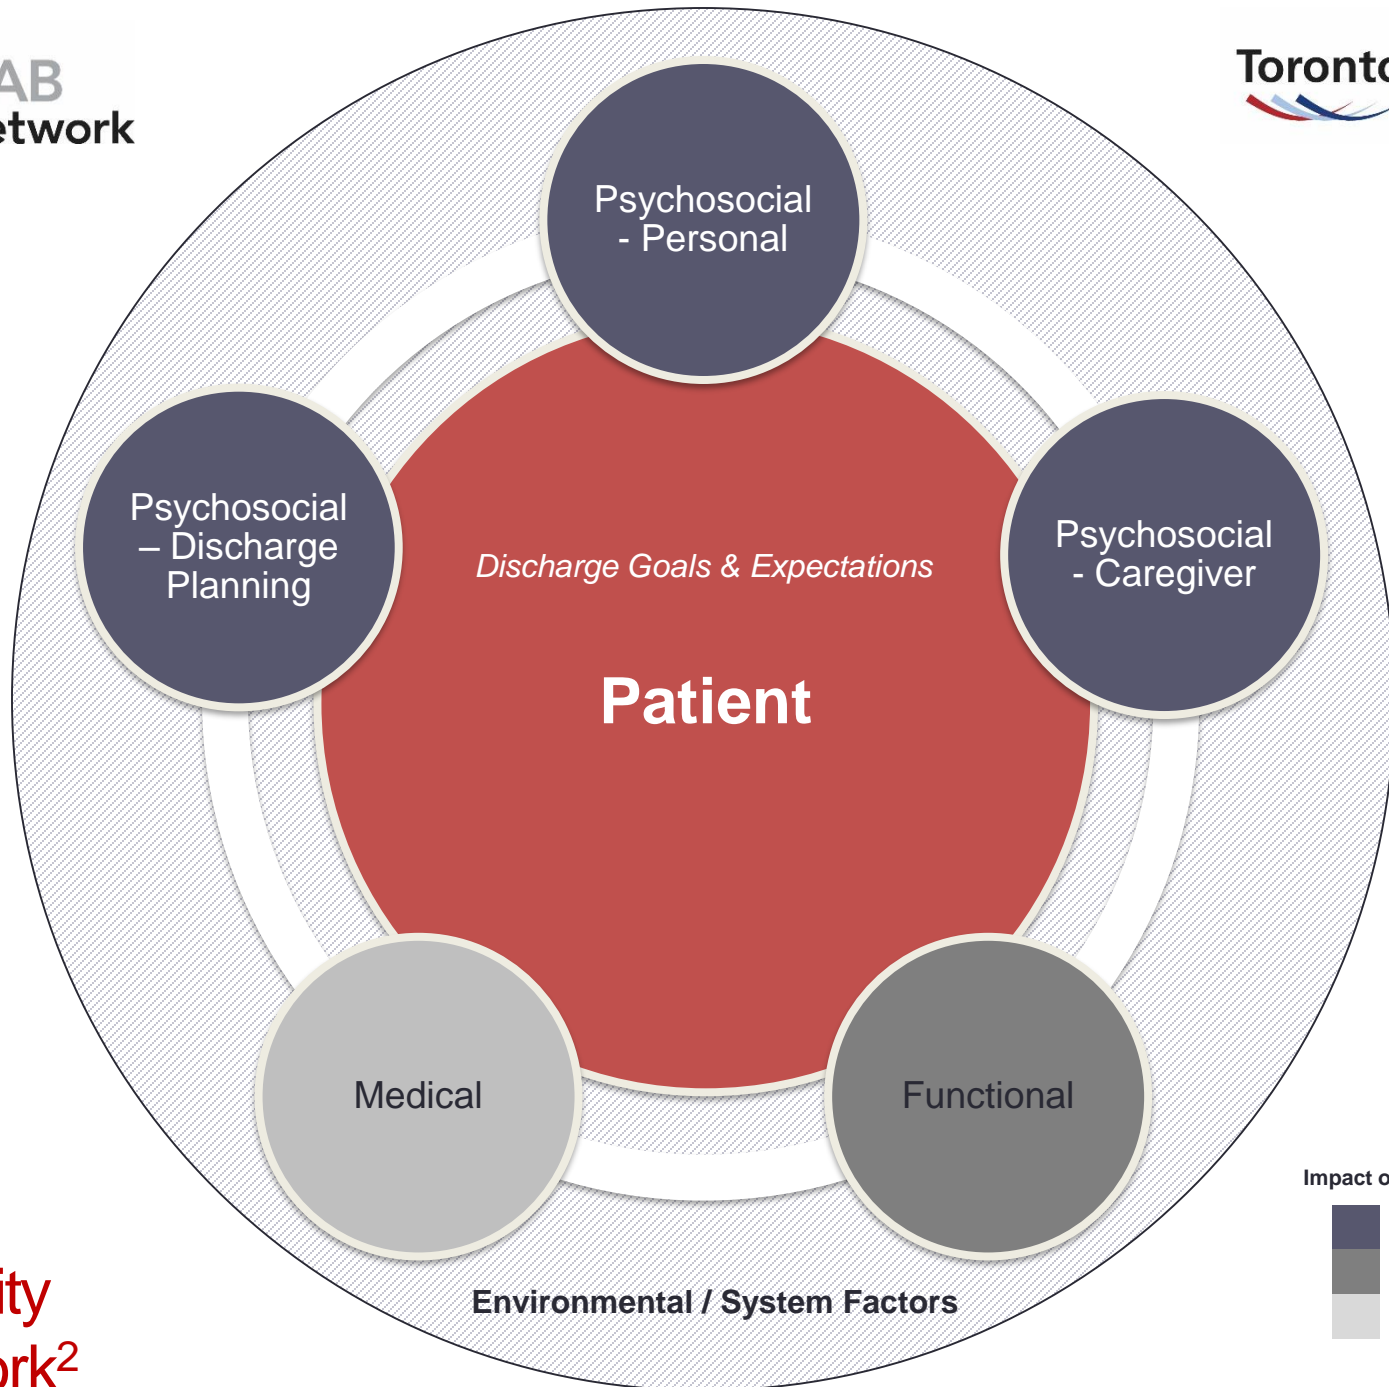 AB
etwork
Toronto
Psychosocial
- Personal
Psychosocial
– Discharge
Planning
Psychosocial
- Caregiver
Discharge Goals & Expectations
Patient
Medical
Functional
Impact o
ity
ork2
Environmental / System Factors